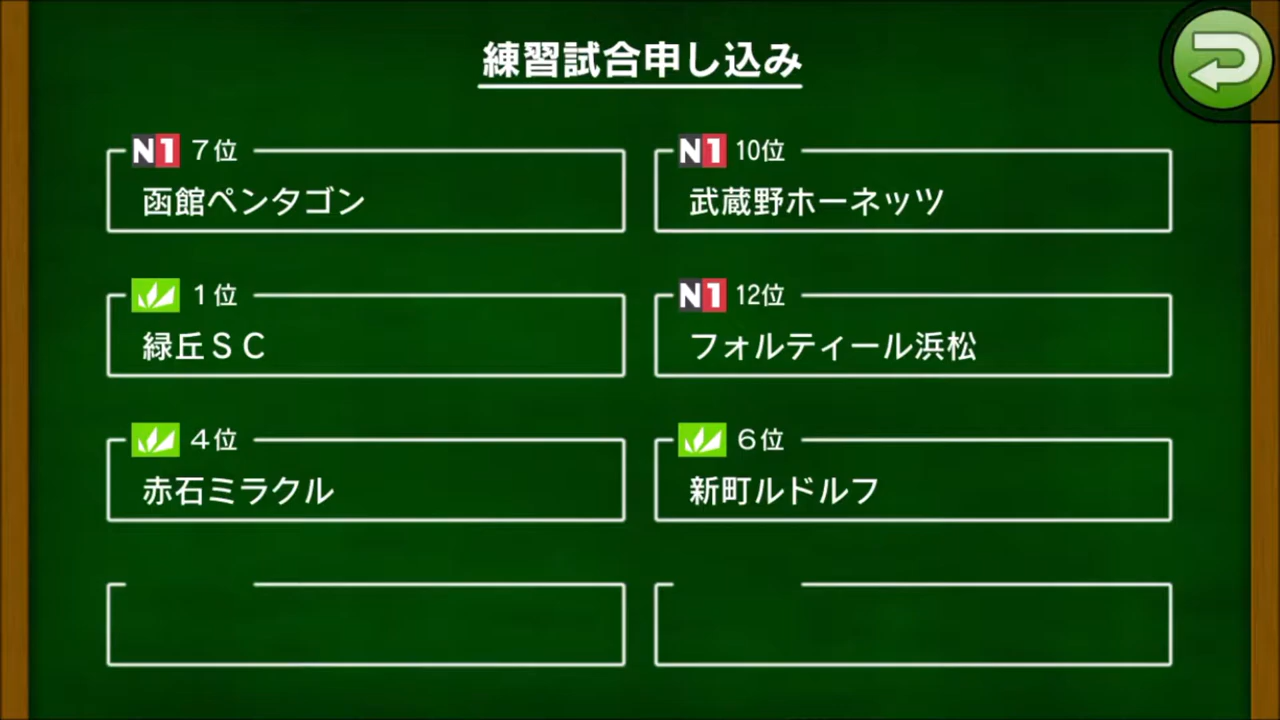 練習試合申し込み
N1 7位
函館ペンタゴン
N1 10位
武蔵野ホーネッツ
1位
緑丘SC
N1 12位
フォルティール浜松
4位
赤石ミラクル
6位
新町ルドルフ